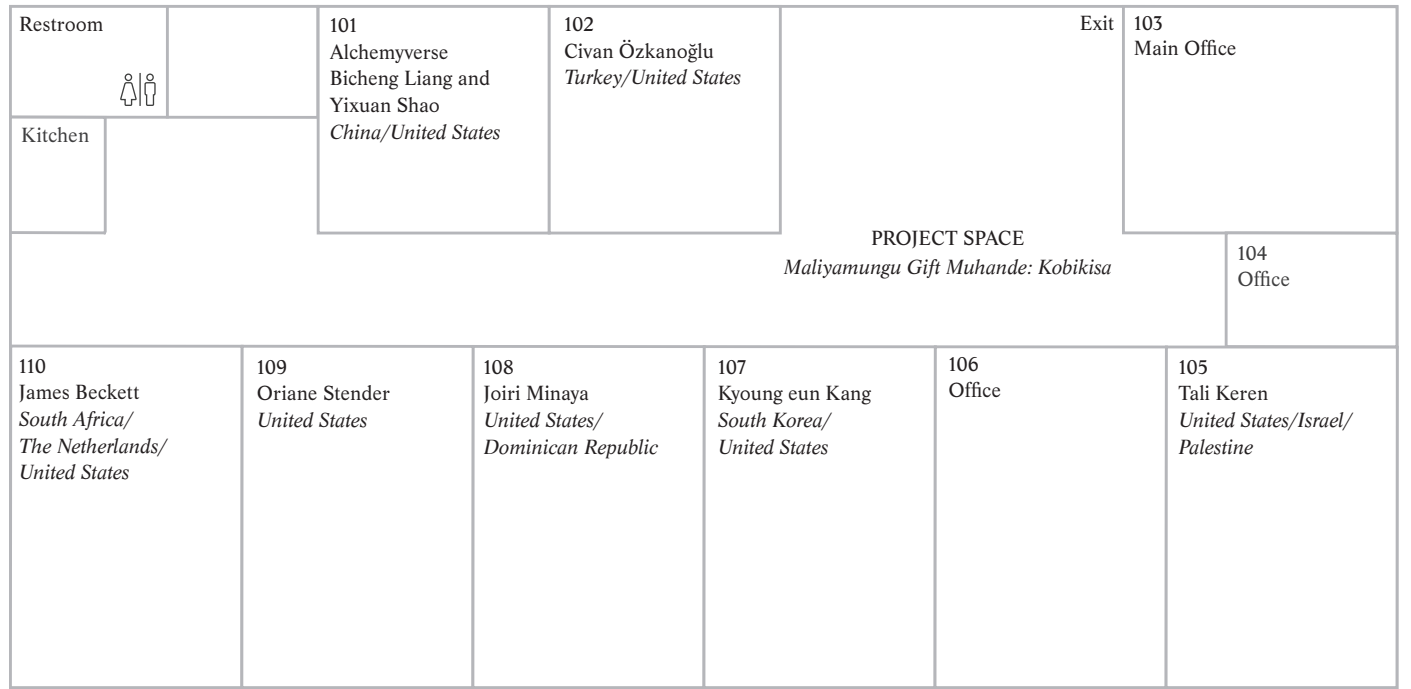 Restroom
Kitchen
101
Alchemyverse
Bicheng Liang and
Yixuan Shao
China/United States
102
Civan Özkanoğlu
Turkey/United States
Exit
103
Main Office
PROJECT SPACE
Maliyamungu Gift Muhande: Kobikisa
104
Office
110
James Beckett
South Africa/
The Netherlands/
United States
109
Oriane Stender
United States
108
Joiri Minaya
United States/
Dominican Republic
107
Kyoung eun Kang
South Korea/
United States
106
Office
105
Tali Keren
United States/Israel/
Palestine